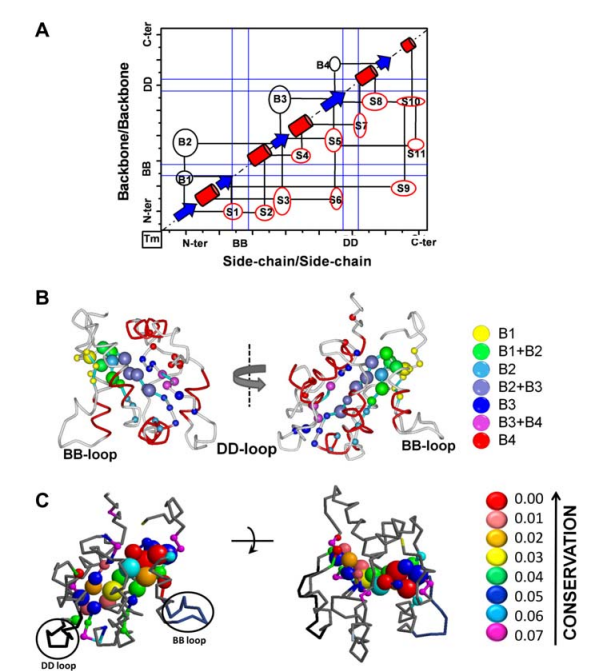 A
Backbone/Backbone
C-ter
DD
BB
N-ter
B4
B3
S8
S10
S7
B2
S5
S11
S4
B1
S9
S3
S6
S1
S2
Tm
N-ter
BB
DD
C-ter
Side-chain/Side-chain
B
BB-loop
DD-loop
BB-loop
B1
B1+B2
B2
B2+B3
B3
B3+B4
B4
C
DD loop
BB loop
0.00
0.01
0.02
0.03
0.04
0.05
0.06
0.07
CONSERVATION